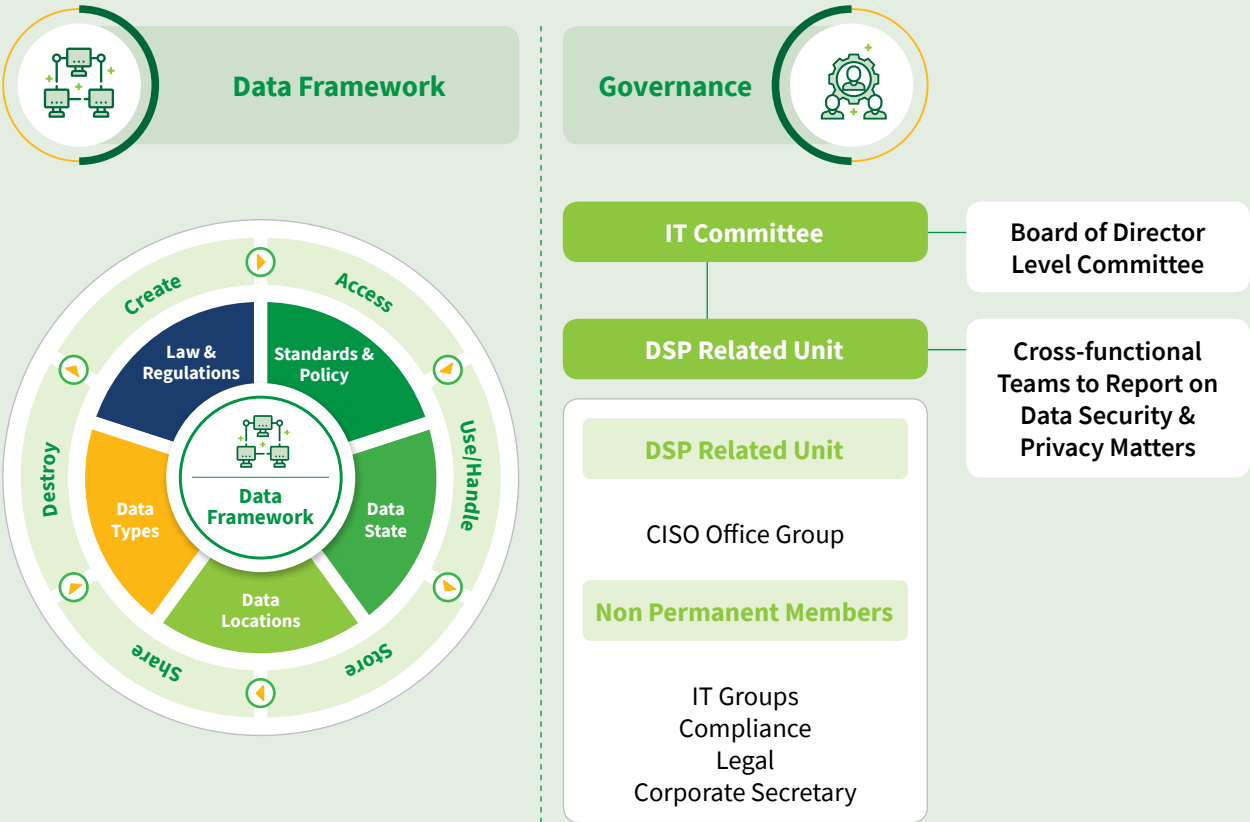 Data Framework
Create
Access
Use/Handle
Store
Share
Destroy
Law &
Regulations
Standards &
Policy
Data
State
Data
Locations
Data
Types
Data
Framework
Governance
IT Committee
Board of Director
Level Committee
DSP Related Unit
Cross-functional
Teams to Report on
Data Security &
Privacy Matters
DSP Related Unit
CISO Office Group
Non Permanent Members
IT Groups
Compliance
Legal
Corporate Secretary